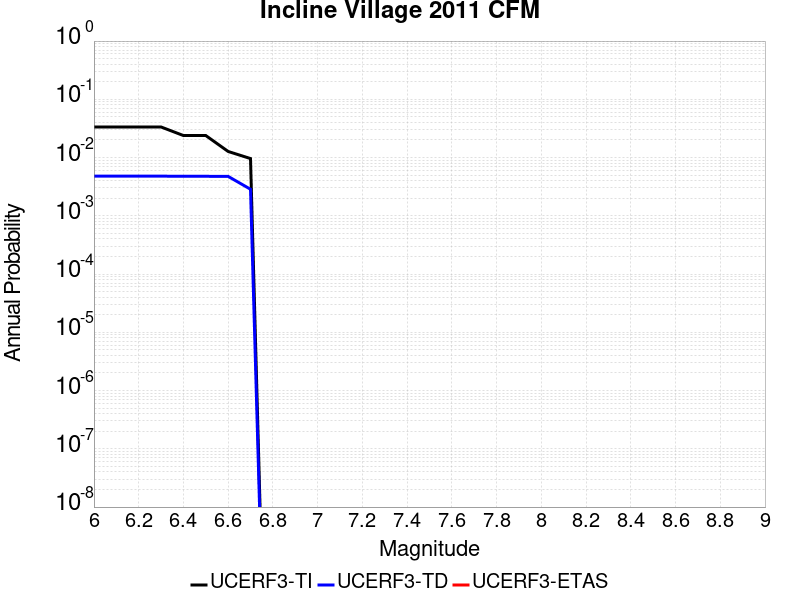 Incline Village 2011 CFM
Annual Probability
10^0
10^-1
10^-2
10^-3
10^-4
10^-5
10^-6
10^-7
10^-8
6 6.2 6.4 6.6 6.8 7 7.2 7.4 7.6 7.8 8 8.2 8.4 8.6 8.8 9
Magnitude
UCERF3-TI UCERF3-TD UCERF3-ETAS